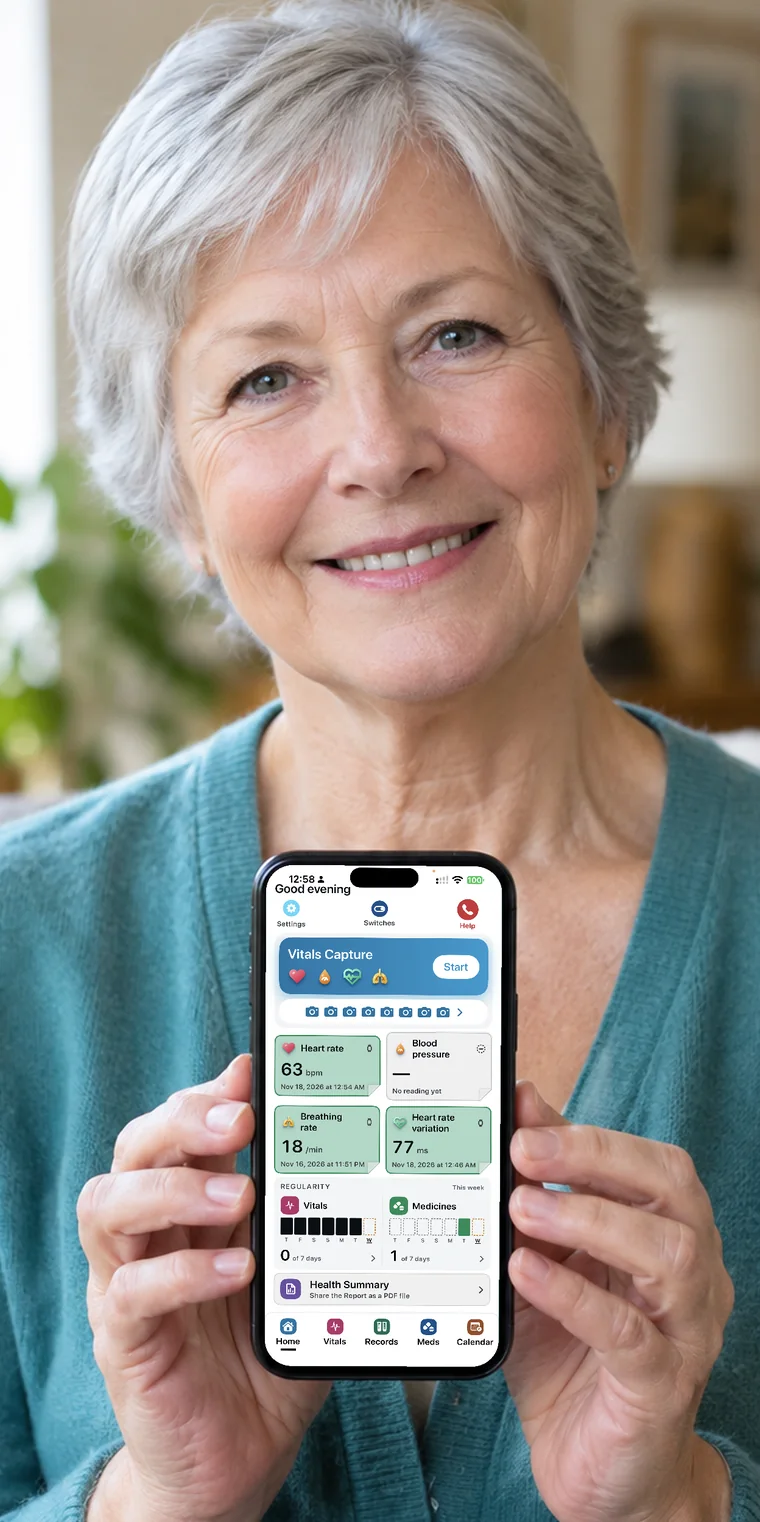 12:58
100
Good evening
Settings
Switches
Help
Vitals Capture
Start
Heart rate
63 bpm
Nov 18, 2026 at 12:54 AM
Blood
pressure
—
No reading yet
Breathing
rate
18 /min
Nov 16, 2026 at 11:51 PM
Heart rate
variation
77 ms
Nov 18, 2026 at 12:46 AM
REGULARITY
This week
Vitals
T F S S M T W
0 of 7 days
Medicines
T F S S M T W
1 of 7 days
Health Summary
Share the Report as a PDF file
Home
Vitals
Records
Meds
Calendar